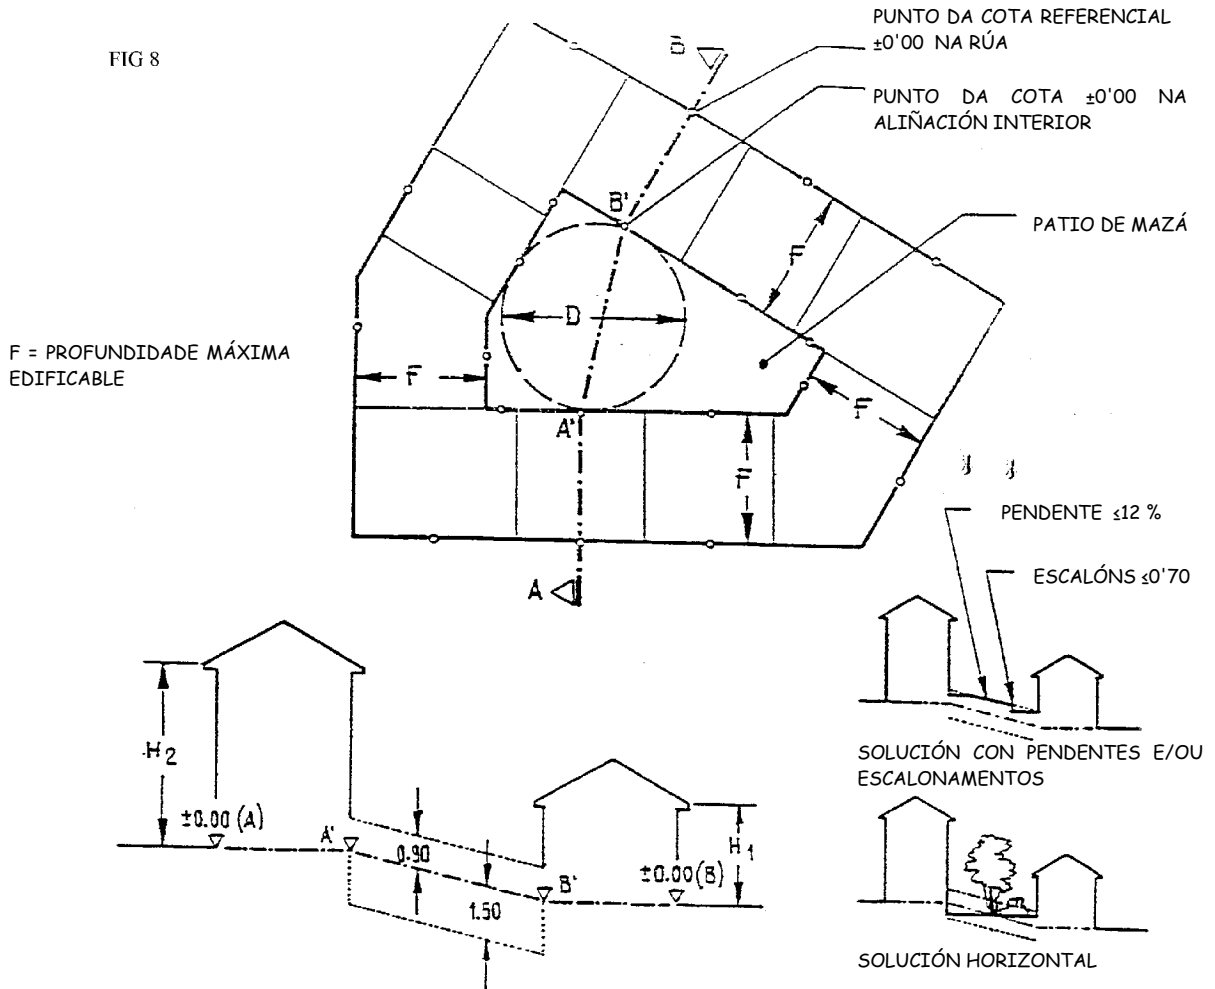 FIG 8
PUNTO DA COTA REFERENCIAL
±0'00 NA RÚA
B
PUNTO DA COTA ±0'00 NA
ALIÑACIÓN INTERIOR
B'
PATIO DE MAZÁ
F
D
F = PROFUNDIDADE MÁXIMA
EDIFICABLE
F
F
A'
F
PENDENTE ≤12 %
ESCALÓNS ≤0'70
A
H2
±0.00 (A)
A'
0.90
B'
1.50
±0.00 (B)
H1
SOLUCIÓN CON PENDENTES E/OU
ESCALONAMENTOS
SOLUCIÓN HORIZONTAL